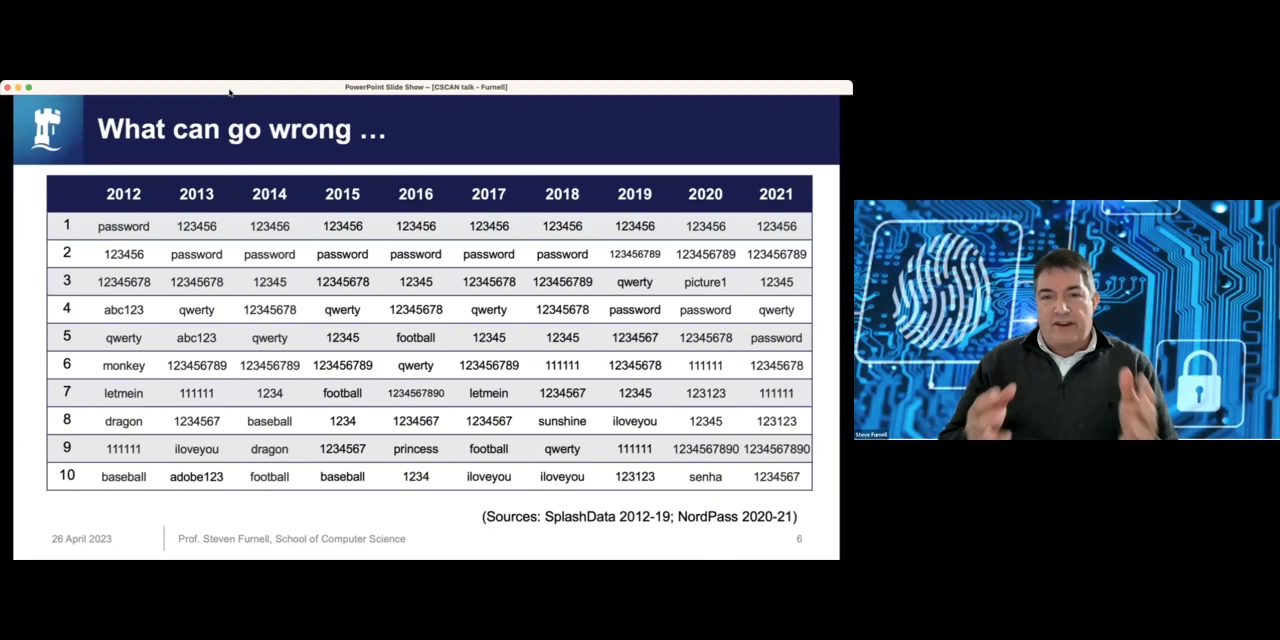 PowerPoint Slide Show – [CSCAN talk - Furnell]
What can go wrong …
2012 2013 2014 2015 2016 2017 2018 2019 2020 2021
1 password 123456 123456 123456 123456 123456 123456 123456 123456 123456
2 123456 password password password password password password 123456789 123456789 123456789
3 12345678 12345678 12345 12345678 12345 12345678 123456789 qwerty picture1 12345
4 abc123 qwerty 12345678 qwerty 12345678 qwerty 12345678 password password qwerty
5 qwerty abc123 qwerty 12345 football 12345 12345 1234567 12345678 password
6 monkey 123456789 123456789 123456789 qwerty 123456789 111111 12345678 111111 12345678
7 letmein 111111 1234 football 1234567890 letmein 1234567 12345 123123 111111
8 dragon 1234567 baseball 1234 1234567 1234567 sunshine iloveyou 12345 123123
9 111111 iloveyou dragon 1234567 princess football qwerty 111111 1234567890 1234567890
10 baseball adobe123 football baseball 1234 iloveyou iloveyou 123123 senha 1234567
(Sources: SplashData 2012-19; NordPass 2020-21)
26 April 2023 Prof. Steven Furnell, School of Computer Science 6
Steve Furnell